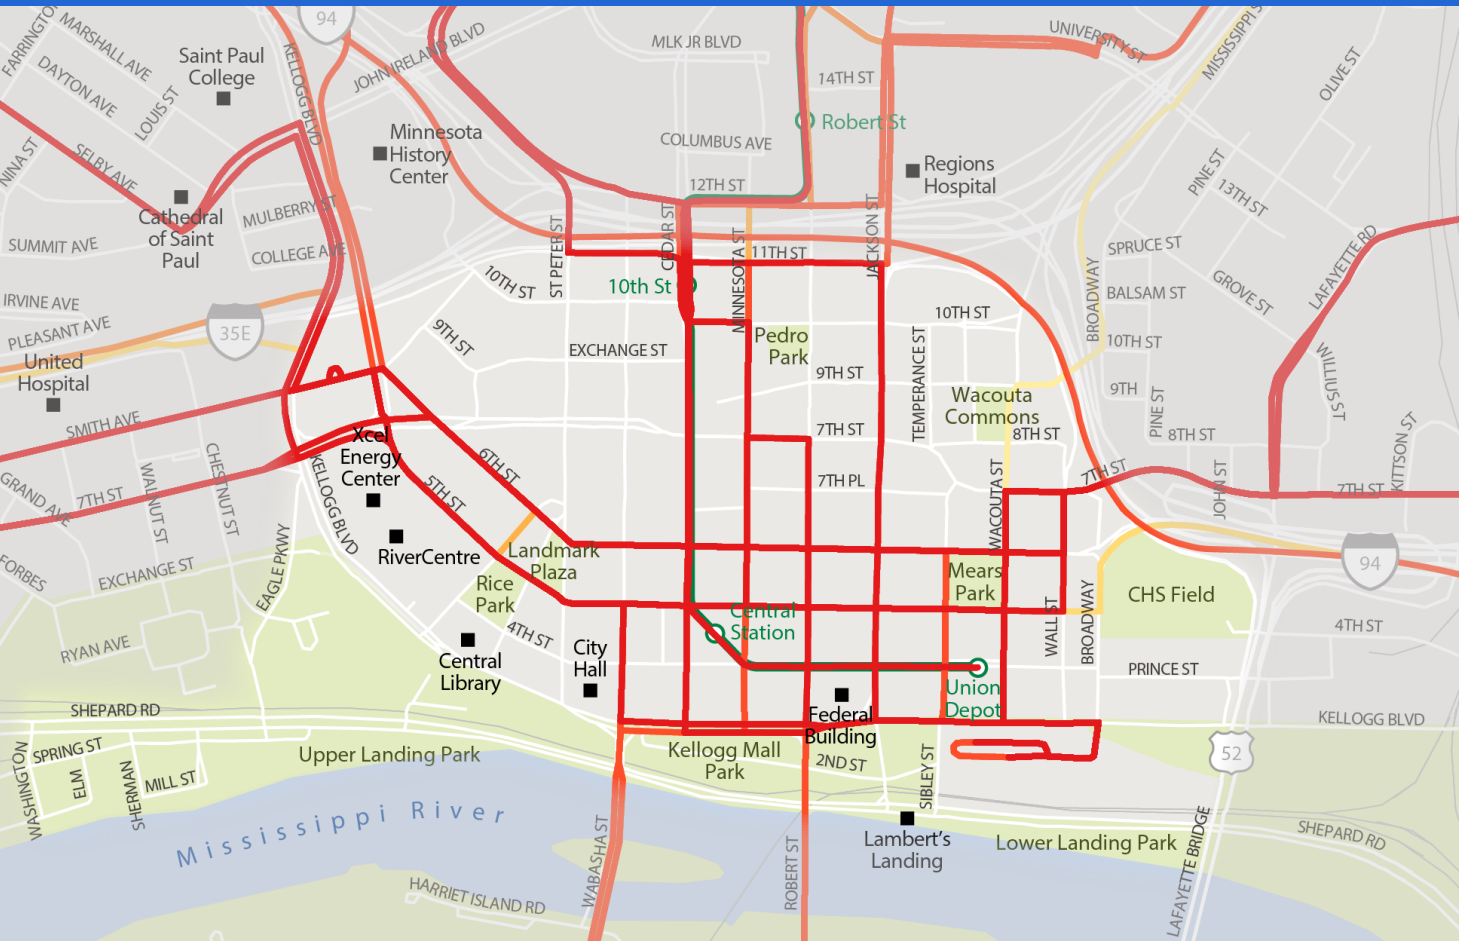 94
FARRINGTON
MARSHALL AVE
Saint Paul
College
DAYTON AVE
LOUIS ST
KELLOGG BLVD
JOHN IRELAND BLVD
MLK JR BLVD
14TH ST
UNIVERSITY ST
MISSISSIPPI ST
OLIVE ST
Robert St
COLUMBUS AVE
Minnesota
History
Center
NINA ST
SELBY AVE
Cathedral
of Saint
Paul
MULBERRY ST
COLLEGE AVE
SUMMIT AVE
12TH ST
Regions
Hospital
PINE ST
13TH ST
ST PETER ST
CEDAR ST
MINNESOTA ST
11TH ST
JACKSON ST
SPRUCE ST
LAFAYETTE RD
BROADWAY
BALSAM ST
GROVE ST
10TH ST
10th St
IRVINE AVE
PLEASANT AVE
35E
United
Hospital
9TH ST
EXCHANGE ST
Pedro
Park
10TH ST
TEMPERANCE ST
10TH ST
9TH ST
9TH
PINE ST
WILLIUS ST
Wacouta
Commons
SMITH AVE
7TH ST
8TH ST
8TH ST
KITTSON ST
Xcel
Energy
Center
6TH ST
5TH ST
7TH PL
WACOUTA ST
7TH ST
JOHN ST
7TH ST
GRAND AVE
7TH ST
WALNUT ST
CHESTNUT ST
KELLOGG BLVD
RiverCentre
Landmark
Plaza
Rice
Park
94
FORBES
EXCHANGE ST
EAGLE PKWY
Mears
Park
CHS Field
Central
Station
WALL ST
BROADWAY
4TH ST
4TH ST
City
Hall
RYAN AVE
Central
Library
PRINCE ST
Union
Depot
SHEPARD RD
Federal
Building
KELLOGG BLVD
WASHINGTON
SPRING ST
ELM
SHERMAN
MILL ST
Upper Landing Park
Kellogg Mall
Park
2ND ST
SIBLEY ST
52
Mississippi River
WABASHA ST
ROBERT ST
Lambert's
Landing
Lower Landing Park
LAFAYETTE BRIDGE
SHEPARD RD
HARRIET ISLAND RD